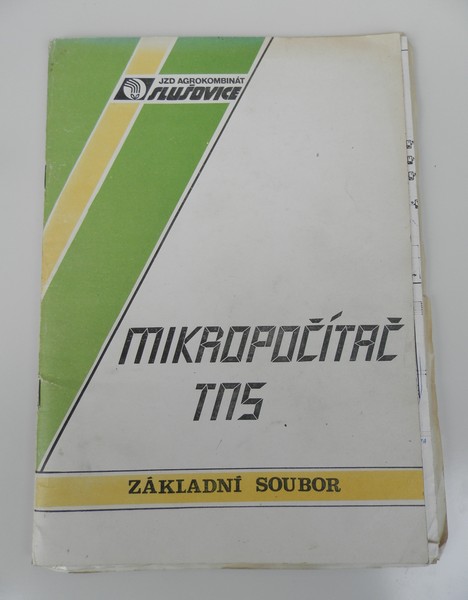 JZD AGROKOMBINÁT
SLUŠOVICE
MIKROPOČÍTAČ
TNS
ZÁKLADNÍ SOUBOR